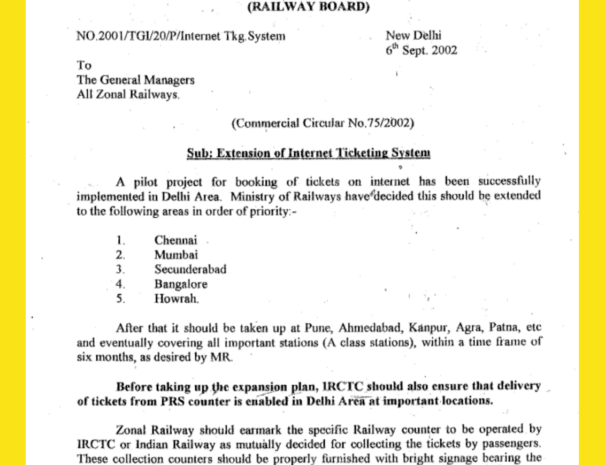 (RAILWAY BOARD)
NO.2001/TGI/20/P/Internet Tkg.System New Delhi
6th Sept. 2002
To
The General Managers
All Zonal Railways.
(Commercial Circular No.75/2002)
Sub: Extension of Internet Ticketing System
A pilot project for booking of tickets on internet has been successfully
implemented in Delhi Area. Ministry of Railways have decided this should be extended
to the following areas in order of priority:-
1. Chennai
2. Mumbai
3. Secunderabad
4. Bangalore
5. Howrah.
After that it should be taken up at Pune, Ahmedabad, Kanpur, Agra, Patna, etc
and eventually covering all important stations (A class stations), within a time frame of
six months, as desired by MR.
Before taking up the expansion plan, IRCTC should also ensure that delivery
of tickets from PRS counter is enabled in Delhi Area at important locations.
Zonal Railway should earmark the specific Railway counter to be operated by
IRCTC or Indian Railway as mutually decided for collecting the tickets by passengers.
These collection counters should be properly furnished with bright signage bearing the